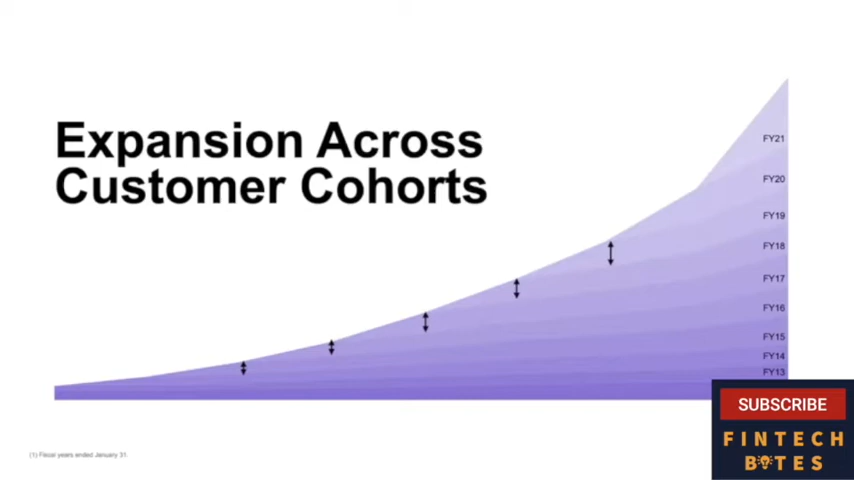 Expansion Across
Customer Cohorts
FY21
FY20
FY19
FY18
FY17
FY16
FY15
FY14
FY13
SUBSCRIBE
FINTECH
BITES
(1) Fiscal years ended January 31.